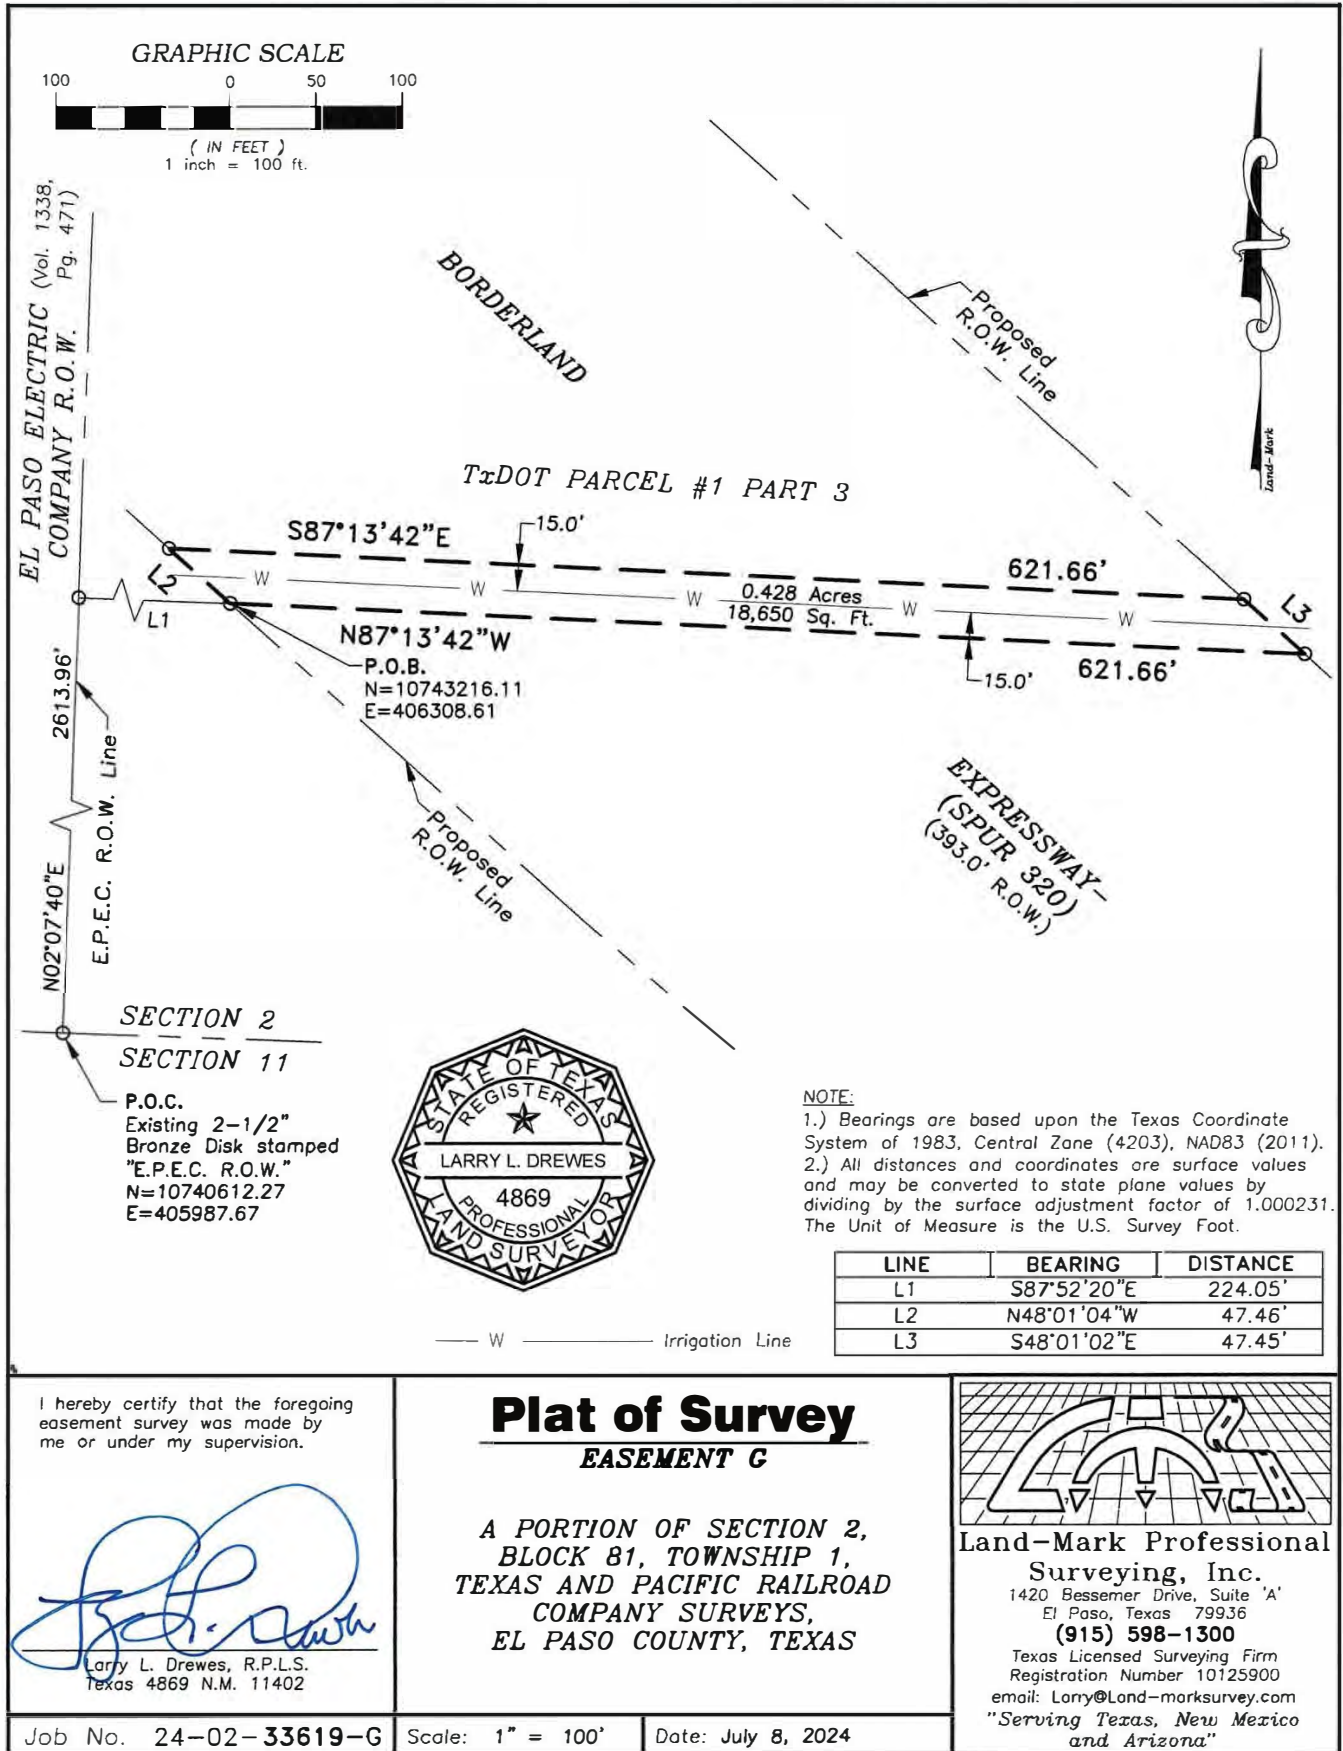 GRAPHIC SCALE
100 0 50 100
( IN FEET )
1 inch = 100 ft.
EL PASO ELECTRIC (Vol. 1338,
COMPANY R.O.W. Pg. 471)
BORDERLAND
Proposed
R.O.W. Line
Land-Mark
TxDOT PARCEL #1 PART 3
S87°13'42"E
15.0'
621.66'
L2
W W W W W
0.428 Acres
18,650 Sq. Ft.
L3
L1
N87°13'42"W
15.0'
621.66'
P.O.B.
N=10743216.11
E=406308.61
2613.96'
N02°07'40"E
E.P.E.C. R.O.W. Line
Proposed
R.O.W. Line
EXPRESSWAY-
(SPUR 320)
(393.0' R.O.W.)
SECTION 2
SECTION 11
P.O.C.
Existing 2-1/2"
Bronze Disk stamped
"E.P.E.C. R.O.W."
N=10740612.27
E=405987.67
STATE OF TEXAS
REGISTERED
LARRY L. DREWES
4869
PROFESSIONAL
LAND SURVEYOR
NOTE:
1.) Bearings are based upon the Texas Coordinate
System of 1983, Central Zone (4203), NAD83 (2011).
2.) All distances and coordinates are surface values
and may be converted to state plane values by
dividing by the surface adjustment factor of 1.000231.
The Unit of Measure is the U.S. Survey Foot.
LINE BEARING DISTANCE
L1 S87°52'20"E 224.05'
L2 N48°01'04"W 47.46'
L3 S48°01'02"E 47.45'
W Irrigation Line
I hereby certify that the foregoing
easement survey was made by
me or under my supervision.
Larry L. Drewes, R.P.L.S.
Texas 4869 N.M. 11402
Plat of Survey
EASEMENT G
A PORTION OF SECTION 2,
BLOCK 81, TOWNSHIP 1,
TEXAS AND PACIFIC RAILROAD
COMPANY SURVEYS,
EL PASO COUNTY, TEXAS
Land-Mark Professional
Surveying, Inc.
1420 Bessemer Drive, Suite 'A'
El Paso, Texas 79936
(915) 598-1300
Texas Licensed Surveying Firm
Registration Number 10125900
email: Larry@Land-marksurvey.com
"Serving Texas, New Mexico
and Arizona"
Job No. 24-02-33619-G
Scale: 1" = 100'
Date: July 8, 2024